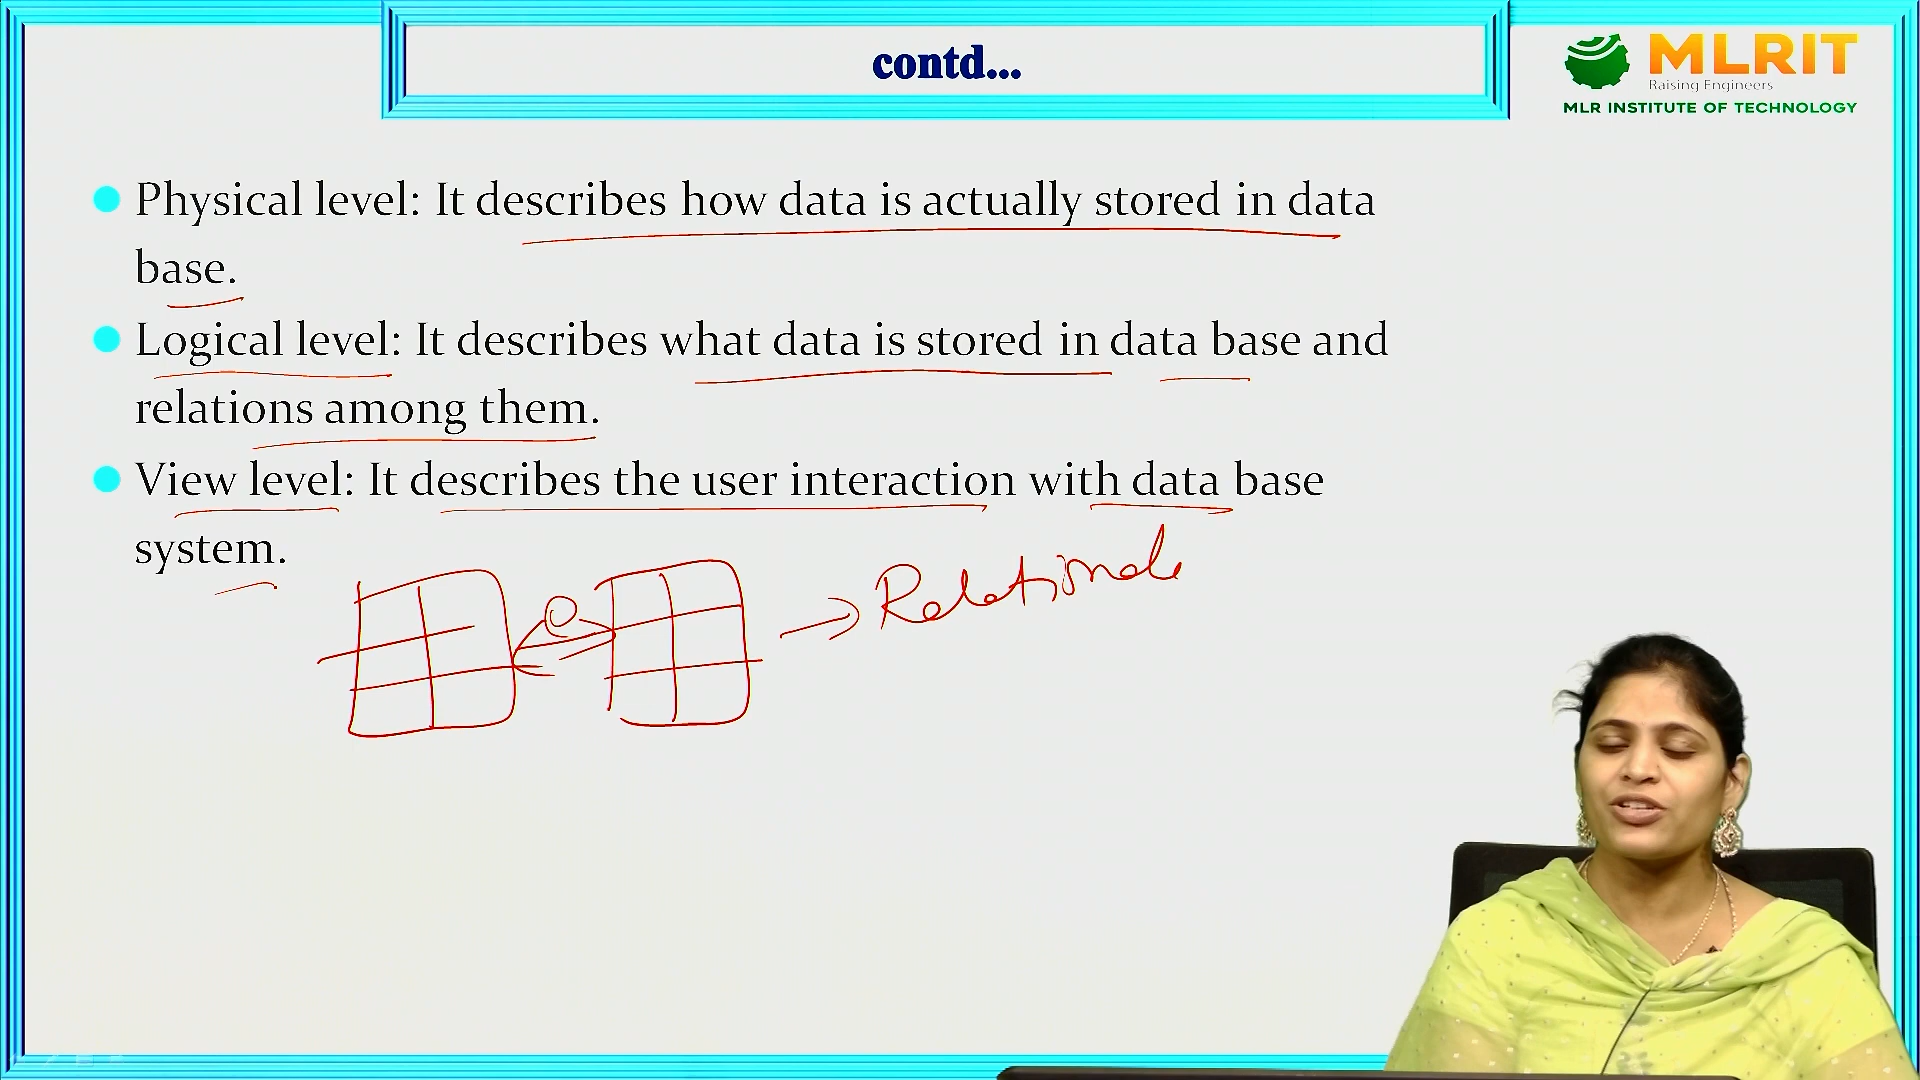 contd...
MLRIT
Raising Engineers
MLR INSTITUTE OF TECHNOLOGY
Physical level: It describes how data is actually stored in data
base.
Logical level: It describes what data is stored in data base and
relations among them.
View level: It describes the user interaction with data base
system.
Relational